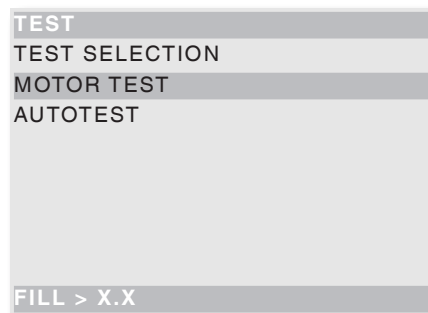 TEST
TEST SELECTION
MOTOR TEST
AUTOTEST
FILL > X.X